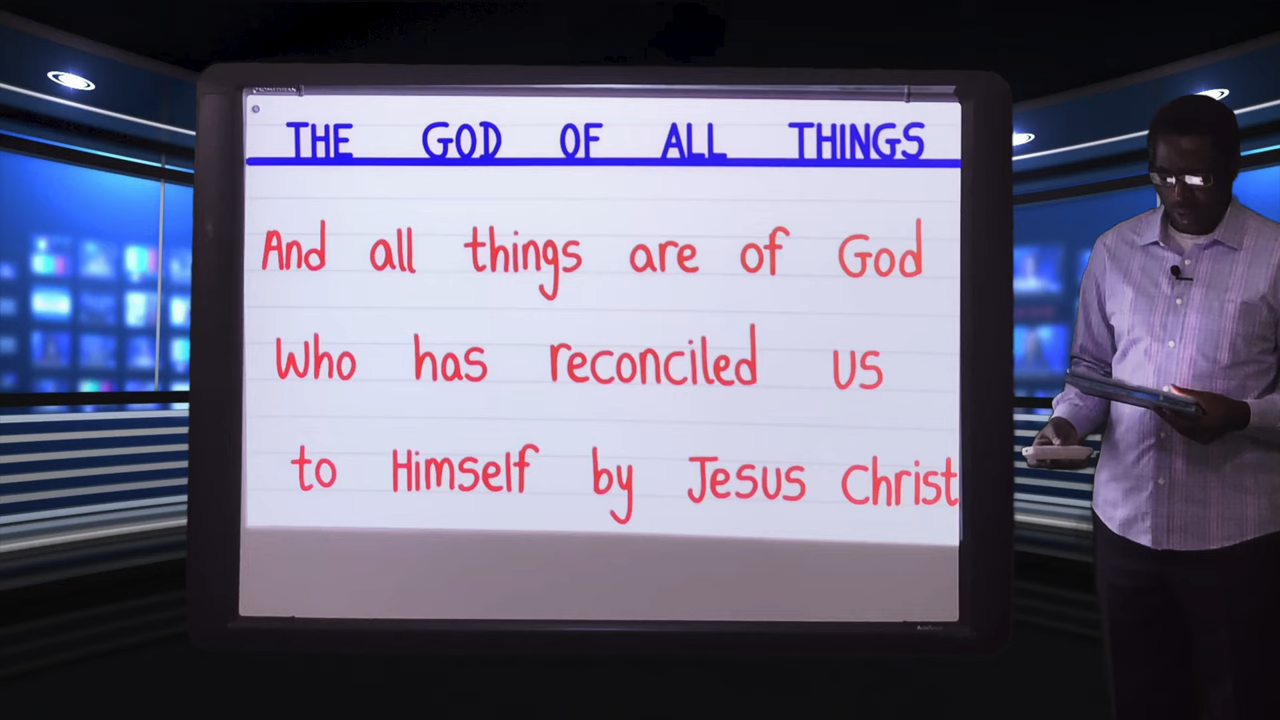 THE GOD OF ALL THINGS
And all things are of God
Who has reconciled us
to Himself by Jesus Christ